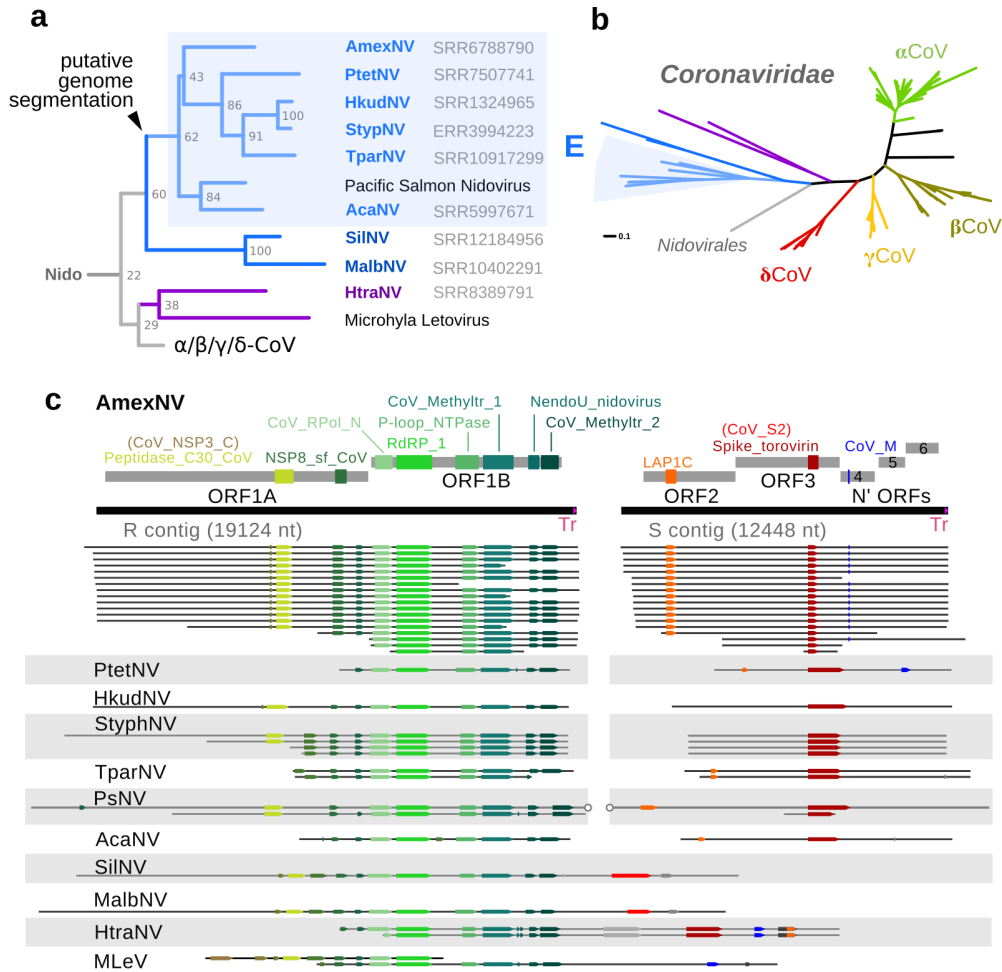 a
putative
genome
segmentation
AmexNV SRR6788790
43
PtetNV SRR7507741
86
HkudNV SRR1324965
100
StypNV ERR3994223
62
91
TparNV SRR10917299
Pacific Salmon Nidovirus
60
84
AcaNV SRR5997671
SilNV SRR12184956
100
MalbNV SRR10402291
Nido
22
HtraNV SRR8389791
38
Microhyla Letovirus
29
α/β/γ/δ-CoV
b
Coronaviridae
αCoV
E
0.1
Nidovirales
δCoV
γCoV
βCoV
c
AmexNV
CoV_Methyltr_1
NendoU_nidovirus
CoV_RPol_N
P-loop_NTPase
CoV_Methyltr_2
(CoV_NSP3_C)
RdRP_1
Peptidase_C30_CoV
NSP8_sf_CoV
ORF1A
ORF1B
(CoV_S2)
Spike_torovirin
CoV_M
6
LAP1C
5
4
ORF2
ORF3
N' ORFs
R contig (19124 nt)
Tr
S contig (12448 nt)
Tr
PtetNV
HkudNV
StyphNV
TparNV
PsNV
AcaNV
SilNV
MalbNV
HtraNV
MLeV